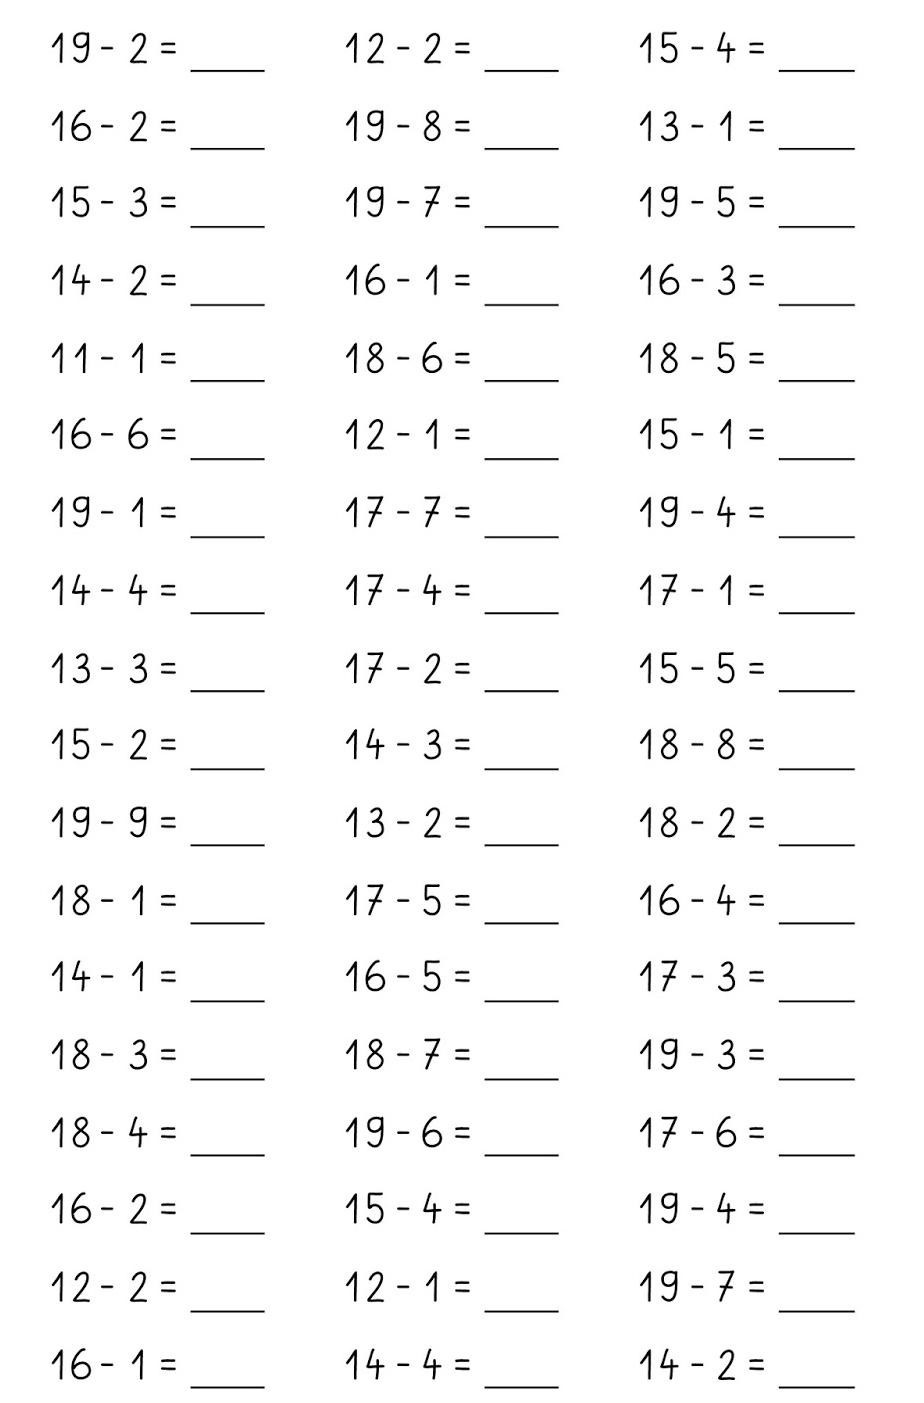 19 - 2 = ____ 12 - 2 = ____ 15 - 4 = ____
16 - 2 = ____ 19 - 8 = ____ 13 - 1 = ____
15 - 3 = ____ 19 - 7 = ____ 19 - 5 = ____
14 - 2 = ____ 16 - 1 = ____ 16 - 3 = ____
11 - 1 = ____ 18 - 6 = ____ 18 - 5 = ____
16 - 6 = ____ 12 - 1 = ____ 15 - 1 = ____
19 - 1 = ____ 17 - 7 = ____ 19 - 4 = ____
14 - 4 = ____ 17 - 4 = ____ 17 - 1 = ____
13 - 3 = ____ 17 - 2 = ____ 15 - 5 = ____
15 - 2 = ____ 14 - 3 = ____ 18 - 8 = ____
19 - 9 = ____ 13 - 2 = ____ 18 - 2 = ____
18 - 1 = ____ 17 - 5 = ____ 16 - 4 = ____
14 - 1 = ____ 16 - 5 = ____ 17 - 3 = ____
18 - 3 = ____ 18 - 7 = ____ 19 - 3 = ____
18 - 4 = ____ 19 - 6 = ____ 17 - 6 = ____
16 - 2 = ____ 15 - 4 = ____ 19 - 4 = ____
12 - 2 = ____ 12 - 1 = ____ 19 - 7 = ____
16 - 1 = ____ 14 - 4 = ____ 14 - 2 = ____